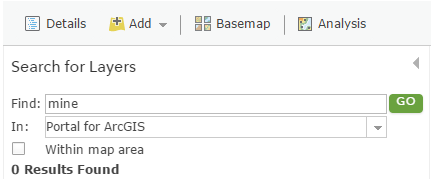 Details Add Basemap Analysis
Search for Layers
Find: mine GO
In: Portal for ArcGIS
Within map area
0 Results Found